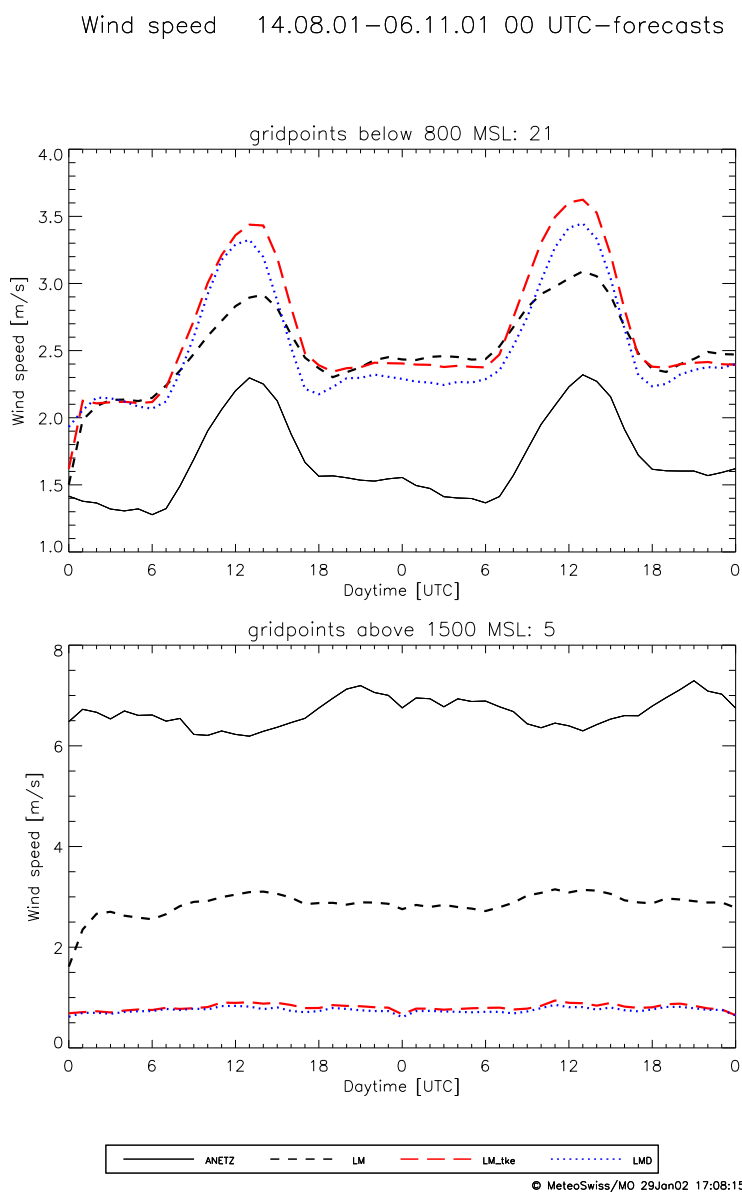 Wind speed 14.08.01-06.11.01 00 UTC-forecasts
gridpoints below 800 MSL: 21
4.0
3.5
3.0
2.5
2.0
1.5
1.0
Wind speed [m/s]
0 6 12 18 0 6 12 18 0
Daytime [UTC]
gridpoints above 1500 MSL: 5
8
6
4
2
0
Wind speed [m/s]
0 6 12 18 0 6 12 18 0
Daytime [UTC]
ANETZ LM LM_tke LMD
© MeteoSwiss/MO 29Jan02 17:08:15